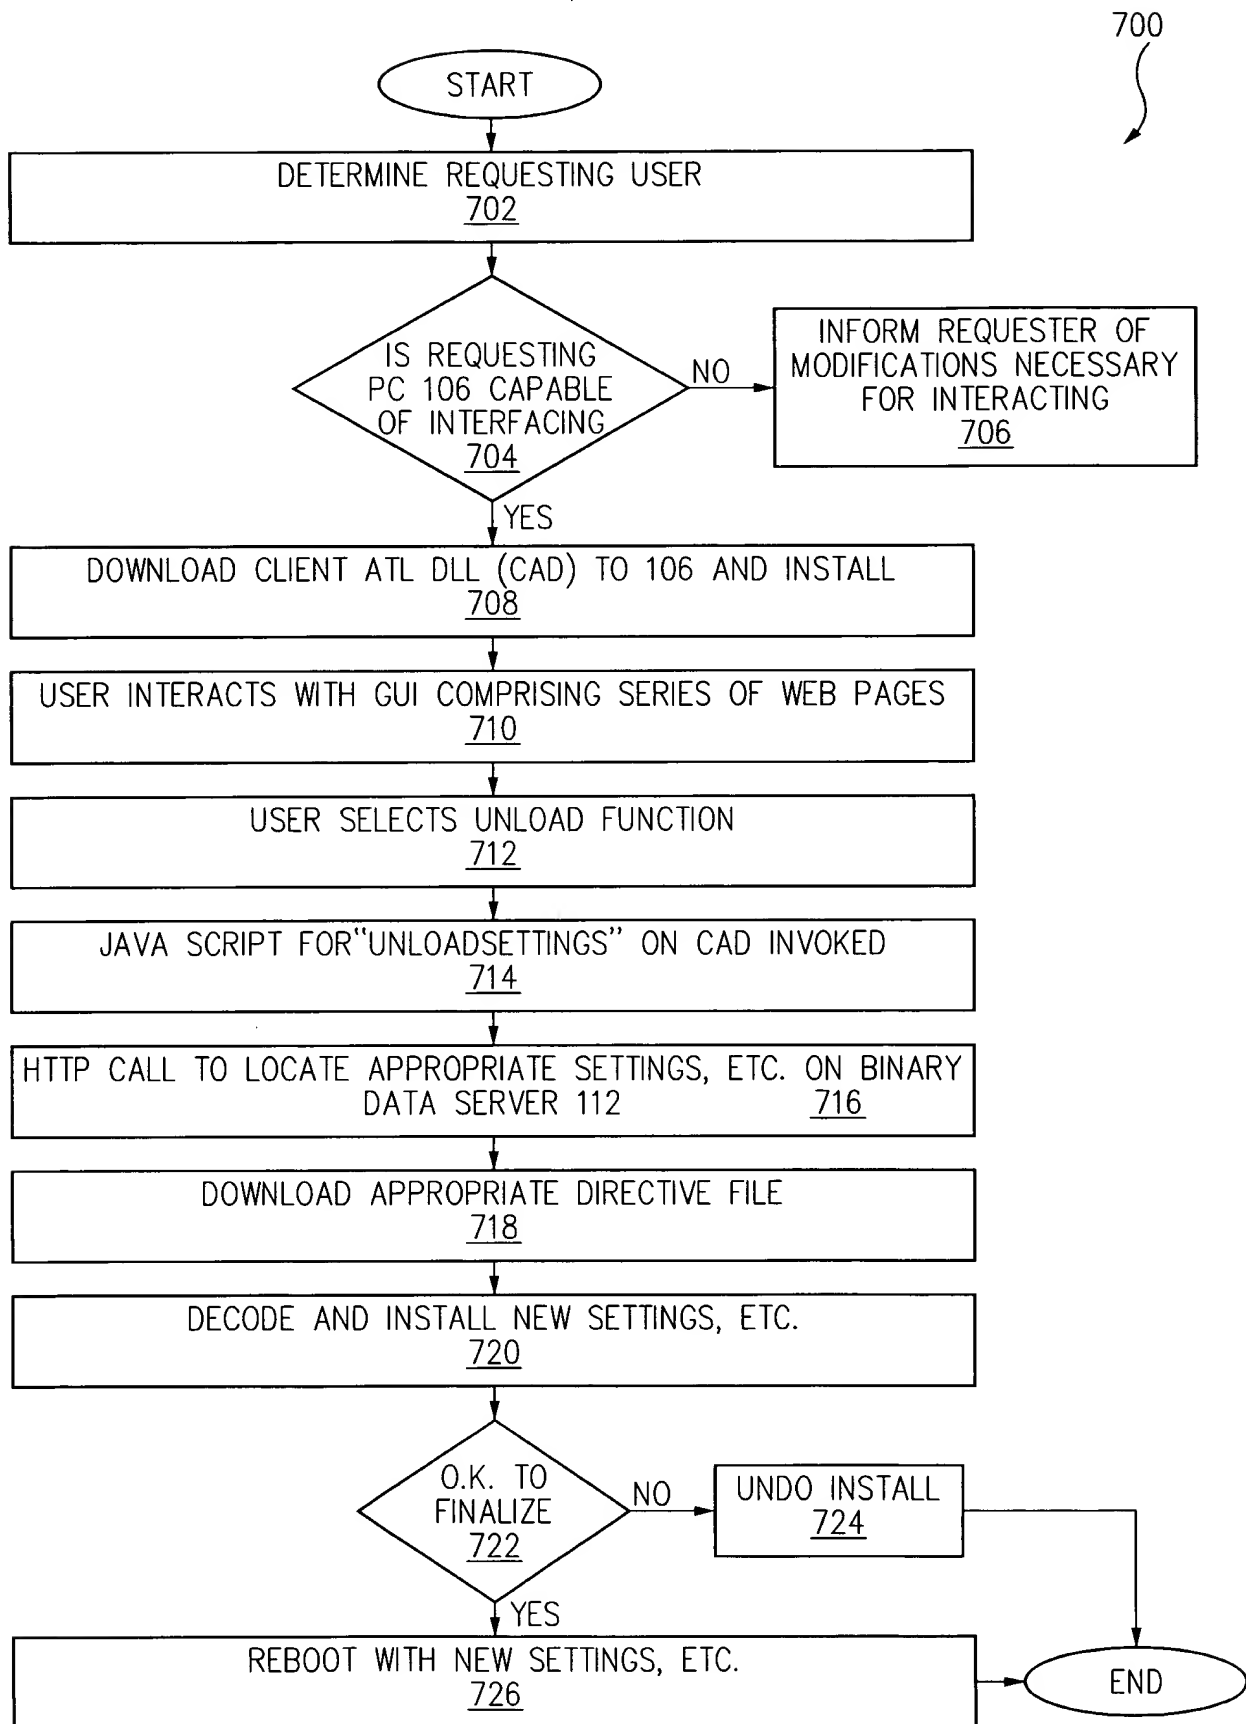 700
START
DETERMINE REQUESTING USER
702
IS REQUESTING
PC 106 CAPABLE
OF INTERFACING
704
NO
INFORM REQUESTER OF
MODIFICATIONS NECESSARY
FOR INTERACTING
706
YES
DOWNLOAD CLIENT ATL DLL (CAD) TO 106 AND INSTALL
708
USER INTERACTS WITH GUI COMPRISING SERIES OF WEB PAGES
710
USER SELECTS UNLOAD FUNCTION
712
JAVA SCRIPT FOR"UNLOADSETTINGS" ON CAD INVOKED
714
HTTP CALL TO LOCATE APPROPRIATE SETTINGS, ETC. ON BINARY
DATA SERVER 112 716
DOWNLOAD APPROPRIATE DIRECTIVE FILE
718
DECODE AND INSTALL NEW SETTINGS, ETC.
720
O.K. TO
FINALIZE
722
NO
UNDO INSTALL
724
YES
REBOOT WITH NEW SETTINGS, ETC.
726
END